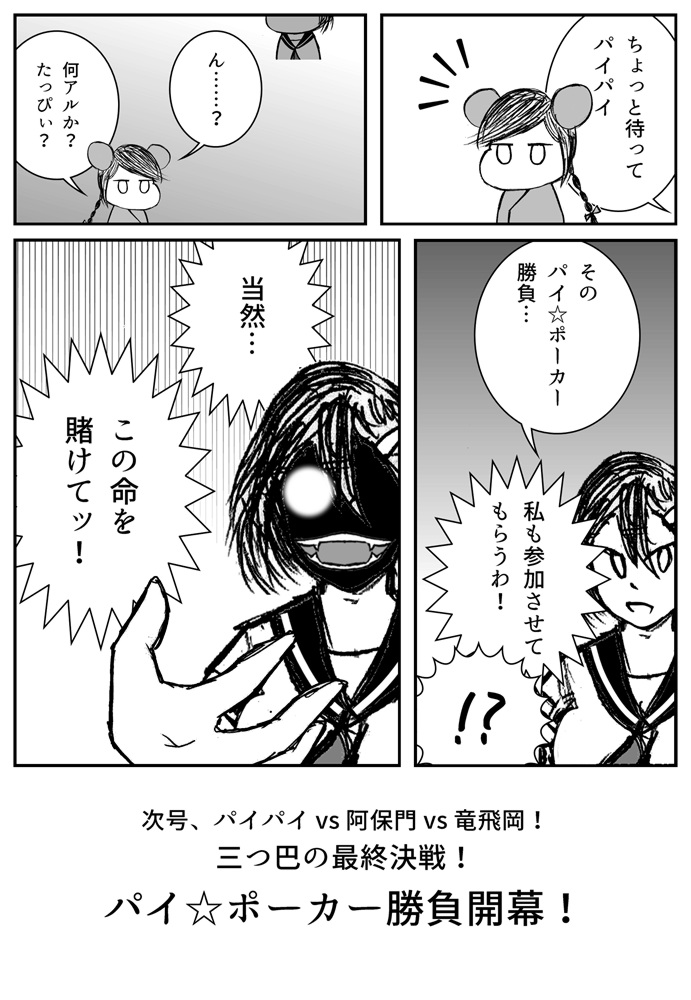 ちょっと待って
パイパイ
ん……？
何アルか？
たっぴぃ？
その
パイ☆ポーカー
勝負…
私も参加させて
もらうわ！
!?
当然…
この命を
賭けてッ！
次号、パイパイ vs 阿保門 vs 竜飛岡！
三つ巴の最終決戦！
パイ☆ポーカー勝負開幕！